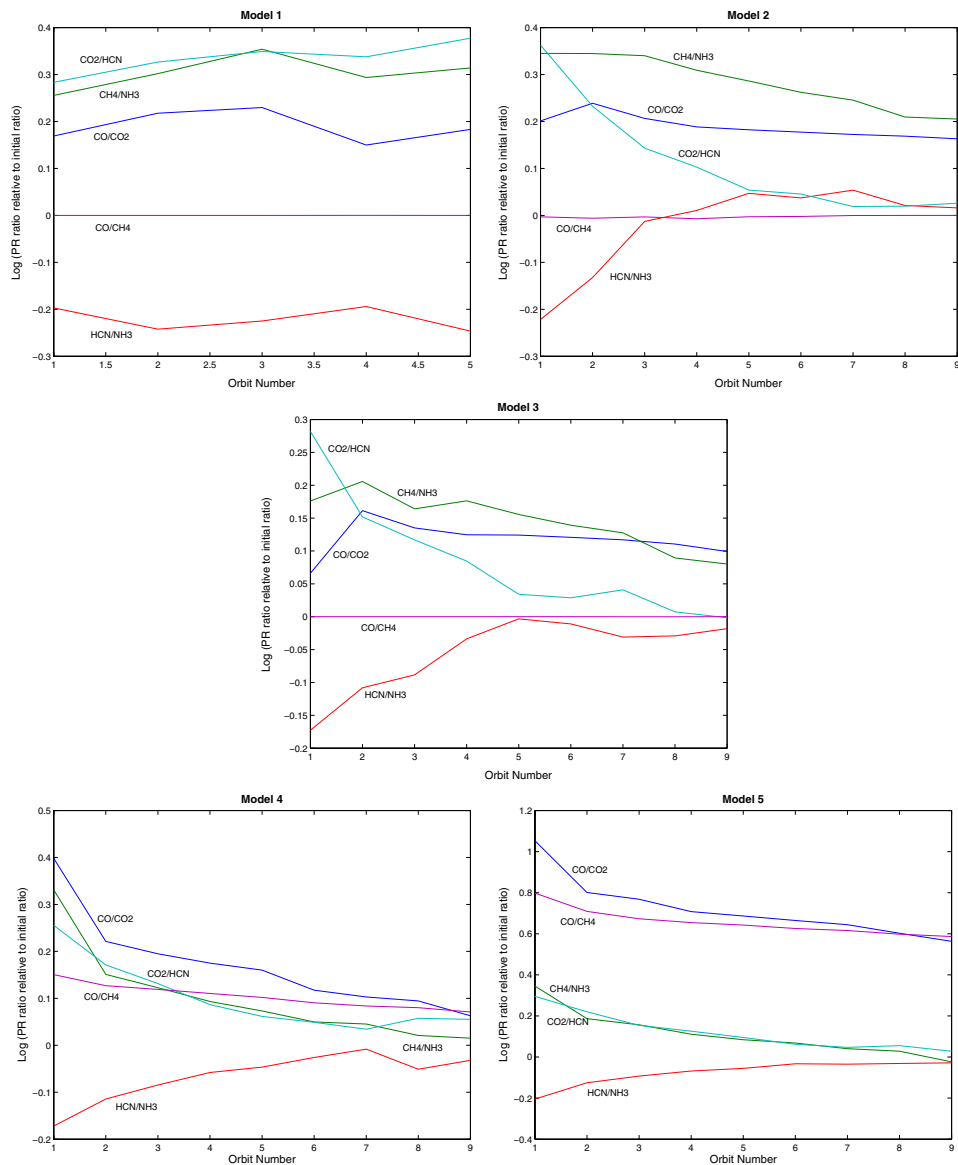 Model 1
Log (PR ratio relative to initial ratio)
0.4
0.3
0.2
0.1
0
−0.1
−0.2
−0.3
CO2/HCN
CH4/NH3
CO/CO2
CO/CH4
HCN/NH3
1 1.5 2 2.5 3 3.5 4 4.5 5
Orbit Number
Model 2
Log (PR ratio relative to initial ratio)
0.4
0.3
0.2
0.1
0
−0.1
−0.2
−0.3
CH4/NH3
CO/CO2
CO2/HCN
CO/CH4
HCN/NH3
1 2 3 4 5 6 7 8 9
Orbit Number
Model 3
Log (PR ratio relative to initial ratio)
0.3
0.25
0.2
0.15
0.1
0.05
0
−0.05
−0.1
−0.15
−0.2
CO2/HCN
CH4/NH3
CO/CO2
CO/CH4
HCN/NH3
1 2 3 4 5 6 7 8 9
Orbit Number
Model 4
Log (PR ratio relative to initial ratio)
0.5
0.4
0.3
0.2
0.1
0
−0.1
−0.2
CO/CO2
CO2/HCN
CO/CH4
CH4/NH3
HCN/NH3
1 2 3 4 5 6 7 8 9
Orbit Number
Model 5
Log (PR ratio relative to initial ratio)
1.2
1
0.8
0.6
0.4
0.2
0
−0.2
−0.4
CO/CO2
CO/CH4
CH4/NH3
CO2/HCN
HCN/NH3
1 2 3 4 5 6 7 8 9
Orbit Number